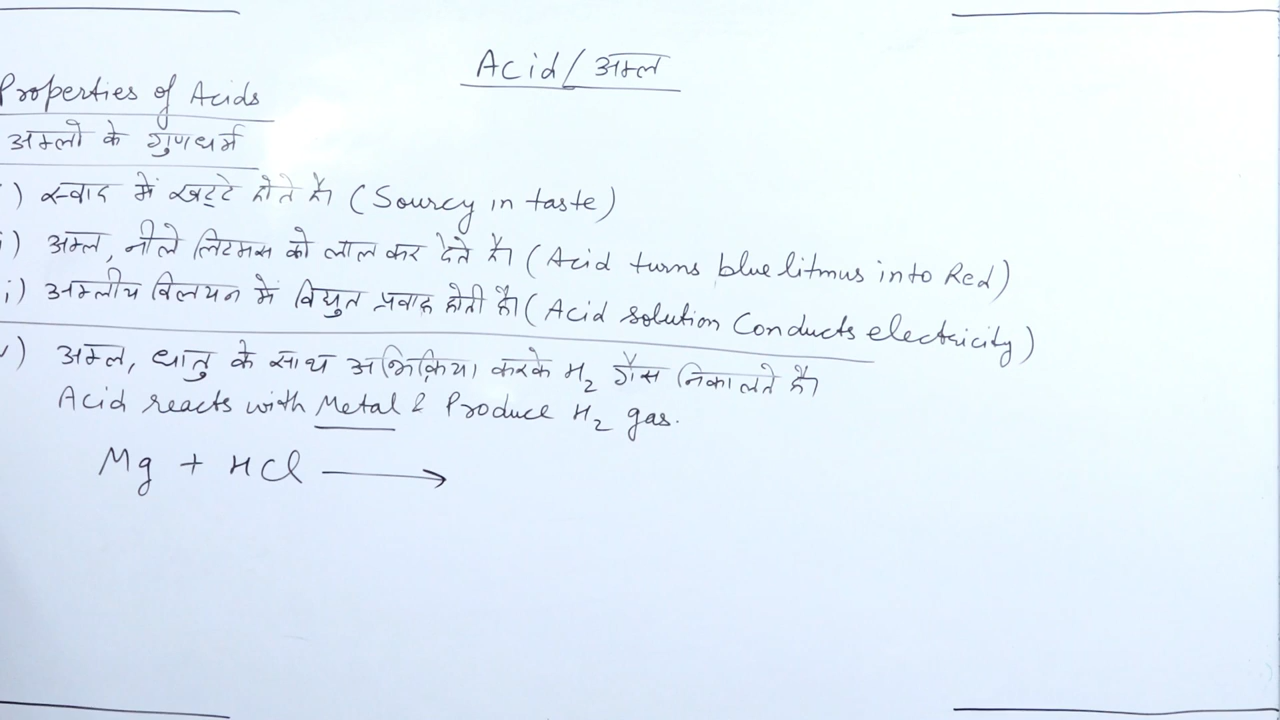 Acid/अम्ल
Properties of Acids
अम्लो के गुणधर्म
) स्वाद में खट्टे होते हैं। (Sourcy in taste)
i) अम्ल, नीले लिटमस को लाल कर देते हैं। (Acid turns blue litmus into Red)
i) अम्लीय विलयन में विद्युत प्रवाह होती है। (Acid solution Conducts electricity)
v) अम्ल, धातु के साथ अभिक्रिया करके H₂ गैस निकालते हैं।
Acid reacts with Metal & Produce H₂ gas.
Mg + HCl ⟶